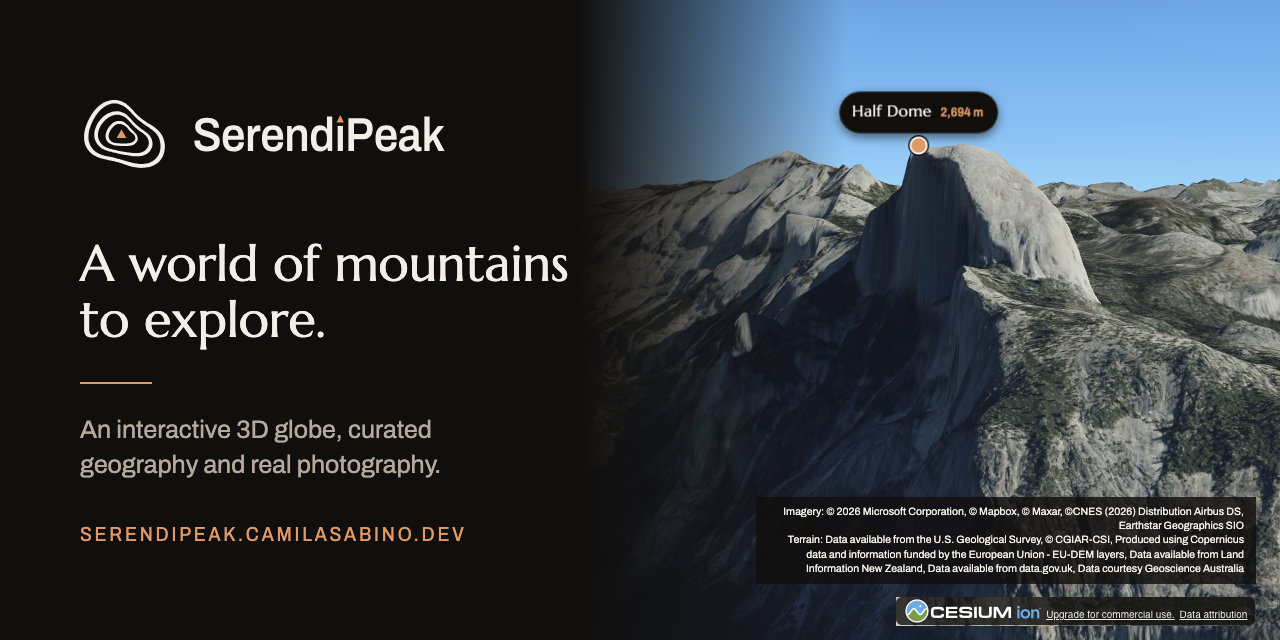 SerendiPeak
A world of mountains
to explore.
An interactive 3D globe, curated
geography and real photography.
SERENDIPEAK.CAMILASABINO.DEV
Half Dome 2,694 m
Imagery: © 2026 Microsoft Corporation, © Mapbox, © Maxar, ©CNES (2026) Distribution Airbus DS,
Earthstar Geographics SIO
Terrain: Data available from the U.S. Geological Survey, © CGIAR-CSI, Produced using Copernicus
data and information funded by the European Union - EU-DEM layers, Data available from Land
Information New Zealand, Data available from data.gov.uk, Data courtesy Geoscience Australia
CESIUM ion Upgrade for commercial use. Data attribution